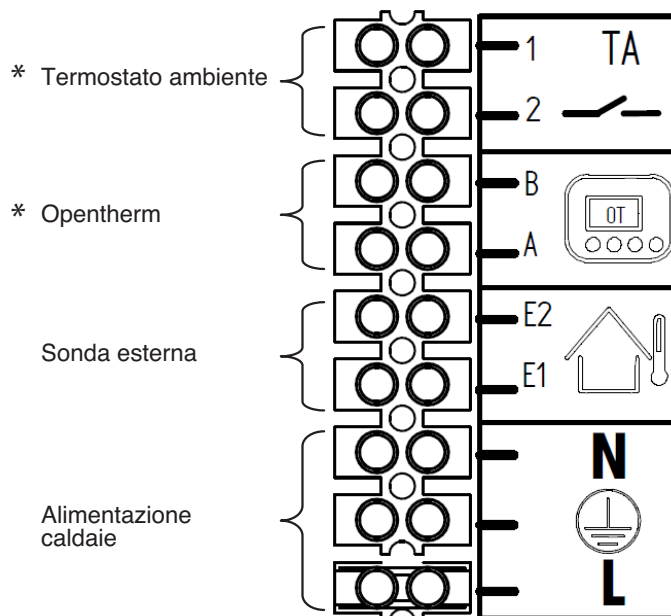 * Termostato ambiente
1 TA
2
* Opentherm
B
OT
A
Sonda esterna
E2
E1
Alimentazione
caldaie
N
L